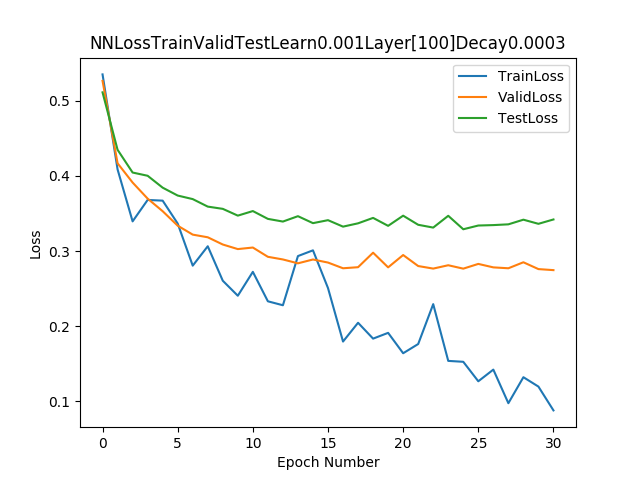 NNLossTrainValidTestLearn0.001Layer[100]Decay0.0003
TrainLoss
ValidLoss
TestLoss
0.5
0.4
0.3
0.2
0.1
Loss
0 5 10 15 20 25 30
Epoch Number